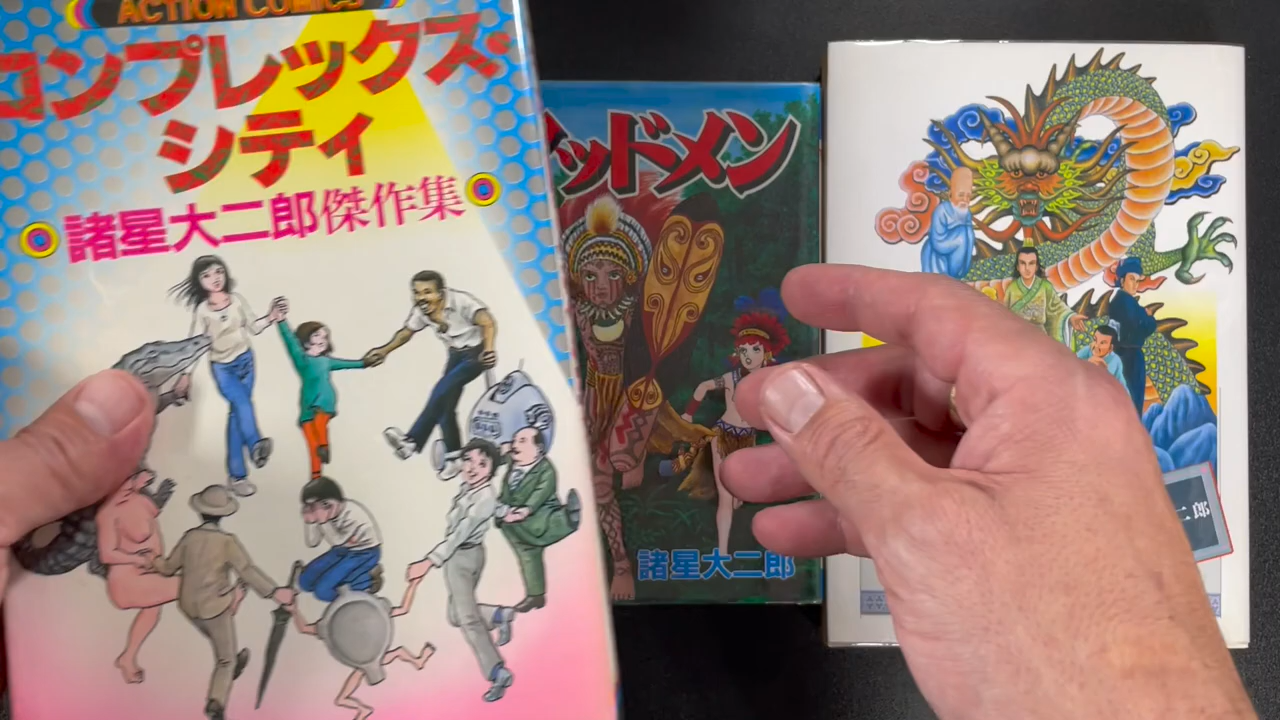 ACTION COMICS
コンプレックス・
シティ
諸星大二郎傑作集
ッドメン
諸星大二郎
二郎